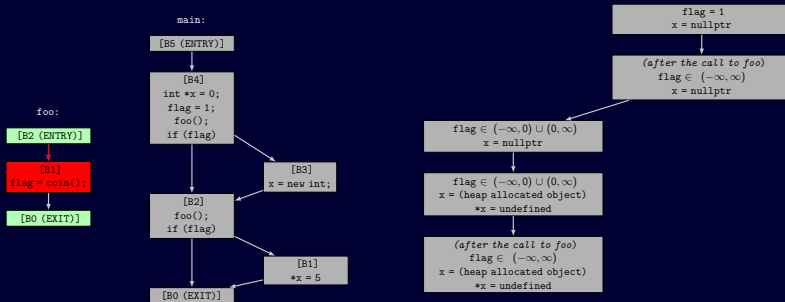 foo:
[B2 (ENTRY)]
[B1]
flag = coin();
[B0 (EXIT)]
main:
[B5 (ENTRY)]
[B4]
int *x = 0;
flag = 1;
foo();
if (flag)
[B3]
x = new int;
[B2]
foo();
if (flag)
[B1]
*x = 5
[B0 (EXIT)]
flag = 1
x = nullptr
(after the call to foo)
flag ∈ (−∞, ∞)
x = nullptr
flag ∈ (−∞, 0) ∪ (0, ∞)
x = nullptr
flag ∈ (−∞, 0) ∪ (0, ∞)
x = (heap allocated object)
*x = undefined
(after the call to foo)
flag ∈ (−∞, ∞)
x = (heap allocated object)
*x = undefined